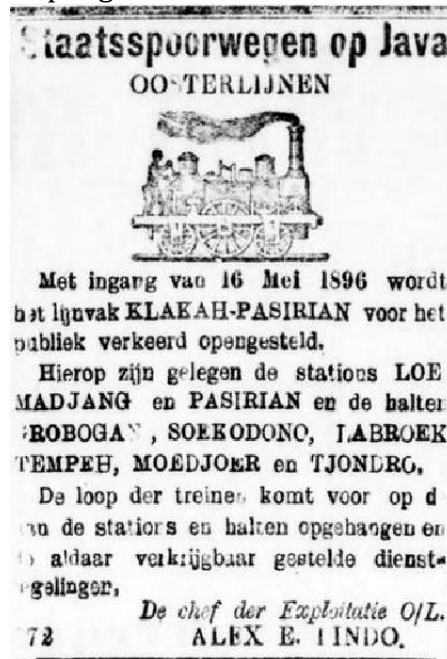 Staatsspoorwegen op Java
OOSTERLIJNEN
Met ingang van 16 Mei 1896 wordt
het lijnvak KLAKAH-PASIRIAN voor het
publiek verkeerd opengesteld.
Hierop zijn gelegen de stations LOE
MADJANG en PASIRIAN en de halten
GROBOGAN, SOEKODONO, LABROEK
TEMPEH, MOEDJOER en TJONDRO.
De loop der treinen komt voor op d
aan de stations en halten opgehangen en
aldaar verkrijgbaar gestelde dienst-
regelingen,
De chef der Exploitatie O/L.
72 ALEX E. LINDO.